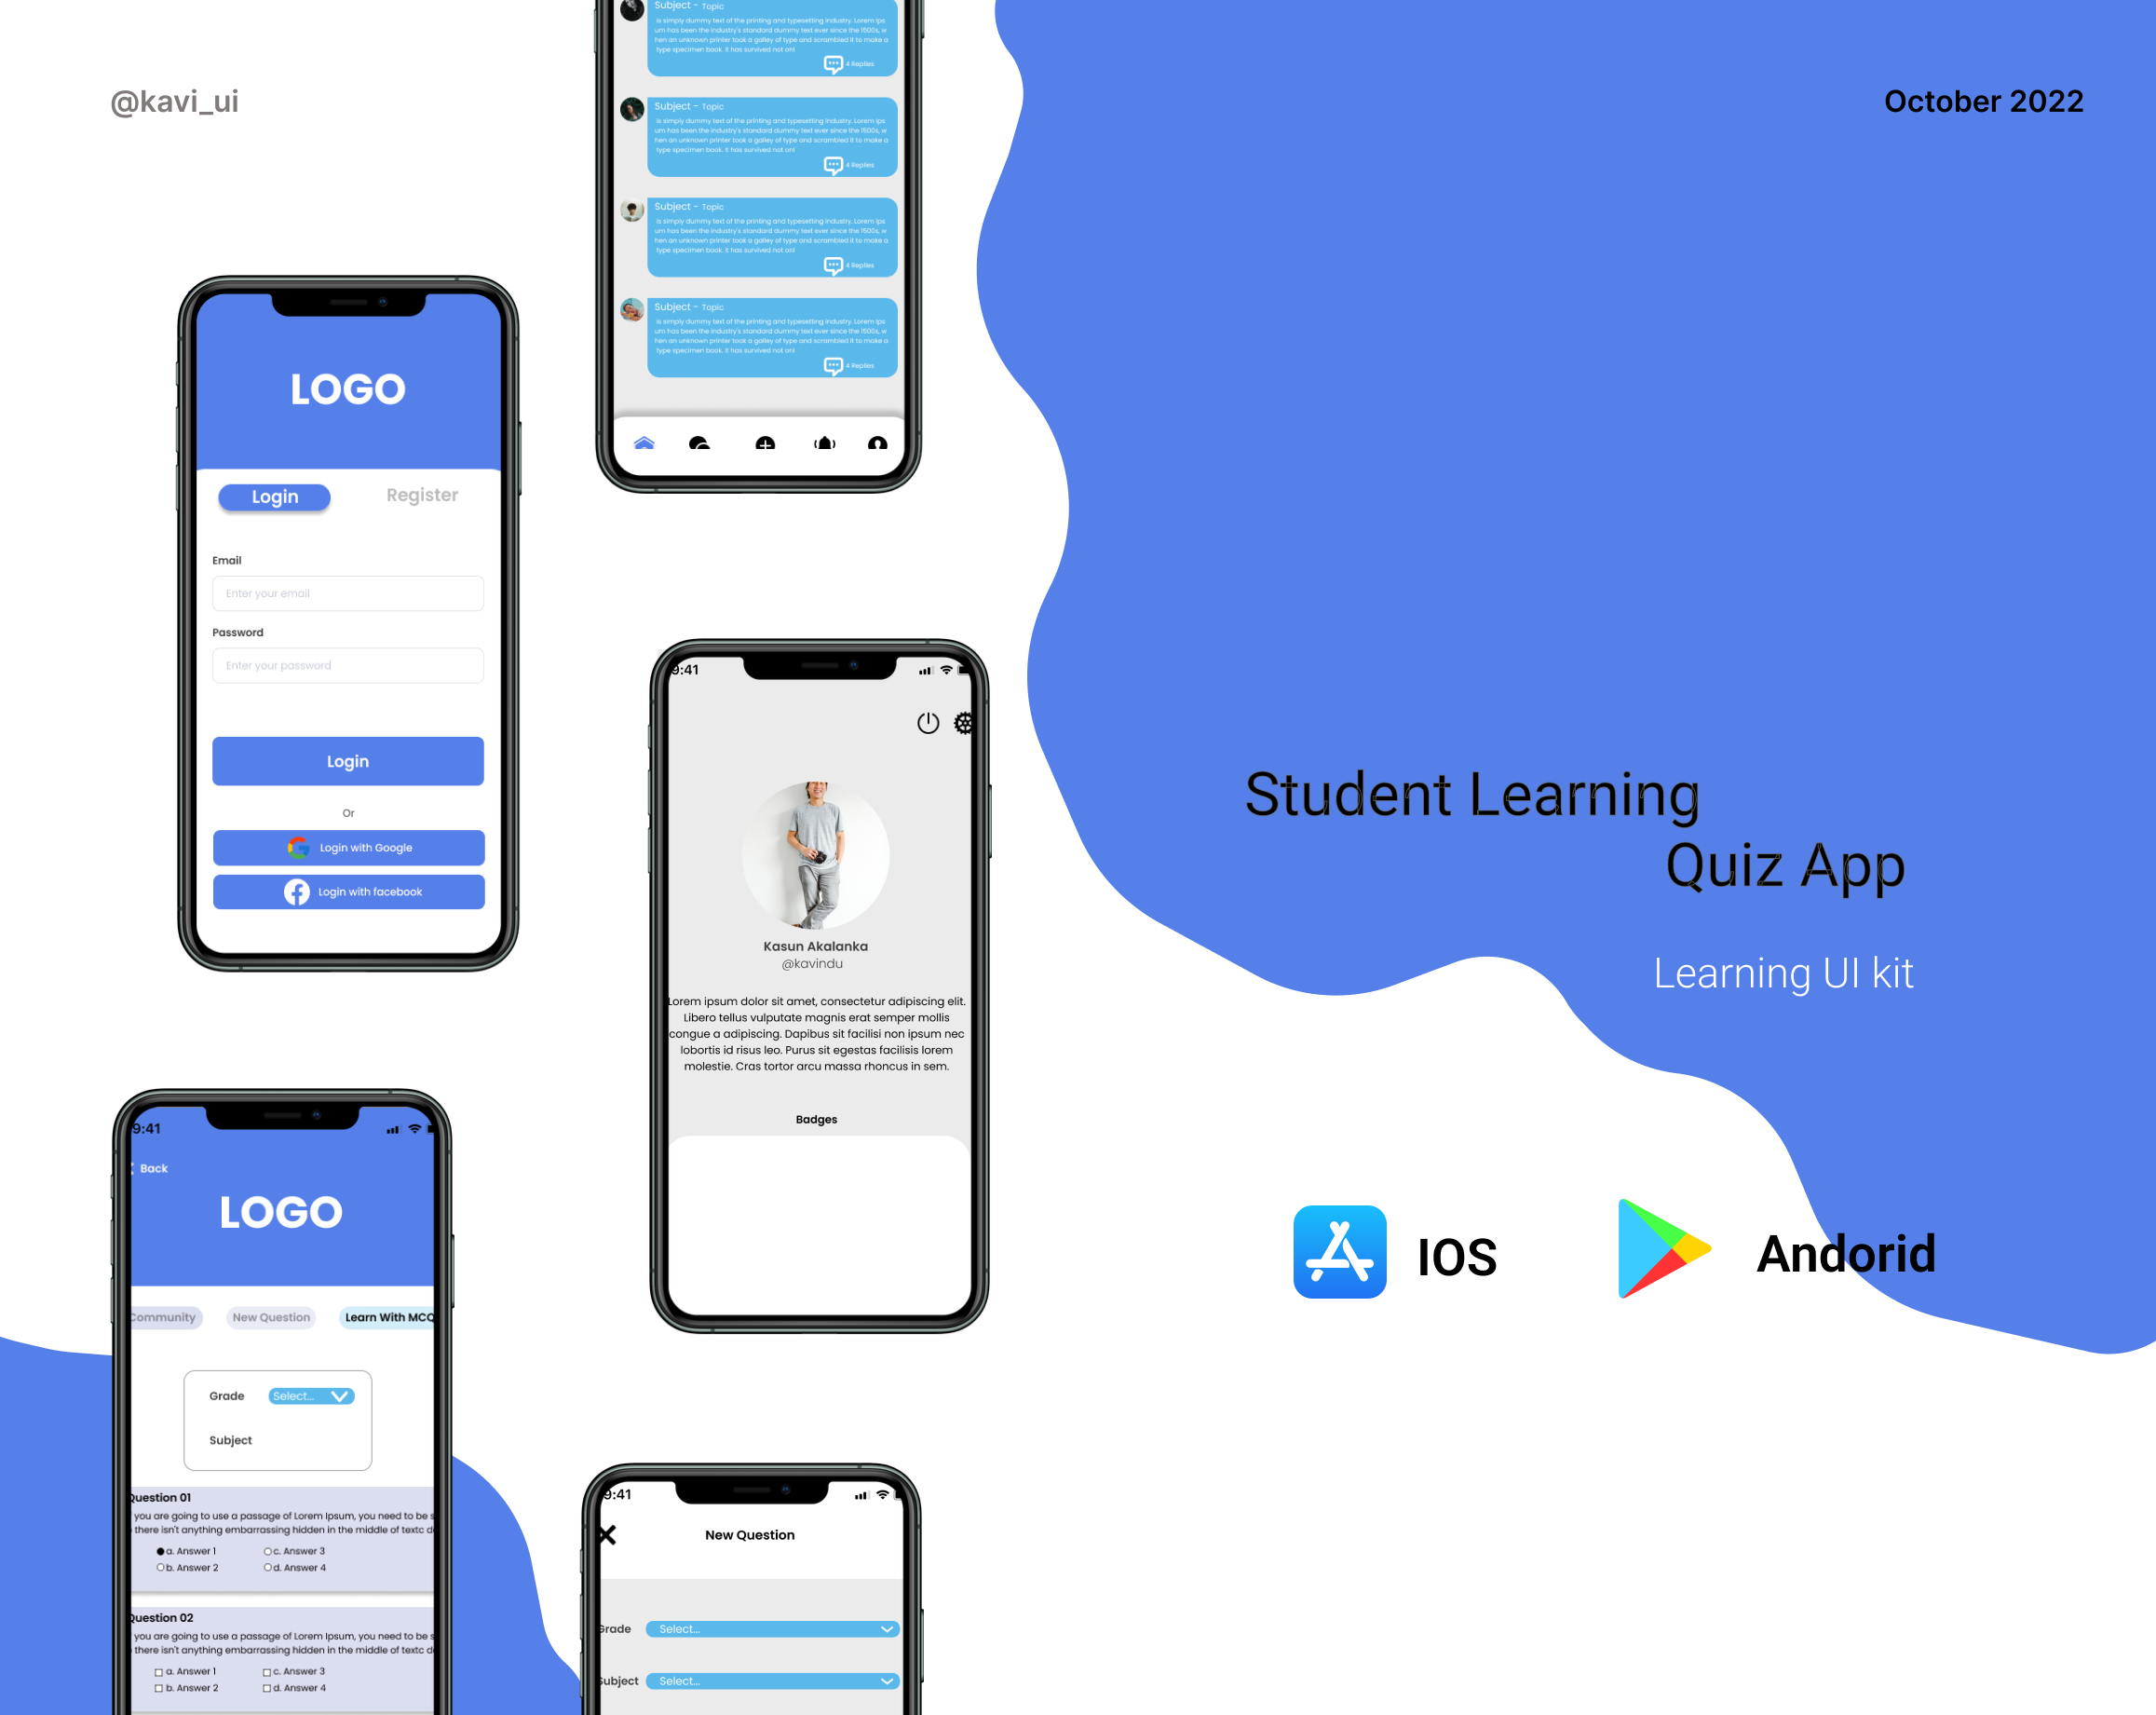 @kavi_ui
October 2022
Subject - Topic
is simply dummy text of the printing and typesetting industry. Lorem Ips
um has been the industry's standard dummy text ever since the 1500s, w
hen an unknown printer took a galley of type and scrambled it to make a
type specimen book. It has survived not onl
4 Replies
Subject - Topic
is simply dummy text of the printing and typesetting industry. Lorem Ips
um has been the industry's standard dummy text ever since the 1500s, w
hen an unknown printer took a galley of type and scrambled it to make a
type specimen book. It has survived not onl
4 Replies
Subject - Topic
is simply dummy text of the printing and typesetting industry. Lorem Ips
um has been the industry's standard dummy text ever since the 1500s, w
hen an unknown printer took a galley of type and scrambled it to make a
type specimen book. It has survived not onl
4 Replies
Subject - Topic
is simply dummy text of the printing and typesetting industry. Lorem Ips
um has been the industry's standard dummy text ever since the 1500s, w
hen an unknown printer took a galley of type and scrambled it to make a
type specimen book. It has survived not onl
4 Replies
LOGO
Login Register
Email
Enter your email
Password
Enter your password
Login
Or
Login with Google
Login with facebook
9:41
Kasun Akalanka
@kavindu
Lorem ipsum dolor sit amet, consectetur adipiscing elit.
Libero tellus vulputate magnis erat semper mollis
congue a adipiscing. Dapibus sit facilisi non ipsum nec
lobortis id risus leo. Purus sit egestas facilisis lorem
molestie. Cras tortor arcu massa rhoncus in sem.
Badges
Student Learning
Quiz App
Learning UI kit
IOS
Andorid
9:41
Back
LOGO
Community New Question Learn With MCQ
Grade Select...
Subject
Question 01
you are going to use a passage of Lorem Ipsum, you need to be s
there isn't anything embarrassing hidden in the middle of textc d
a. Answer 1 c. Answer 3
b. Answer 2 d. Answer 4
Question 02
you are going to use a passage of Lorem Ipsum, you need to be s
there isn't anything embarrassing hidden in the middle of textc d
a. Answer 1 c. Answer 3
b. Answer 2 d. Answer 4
9:41
New Question
Grade Select...
Subject Select...